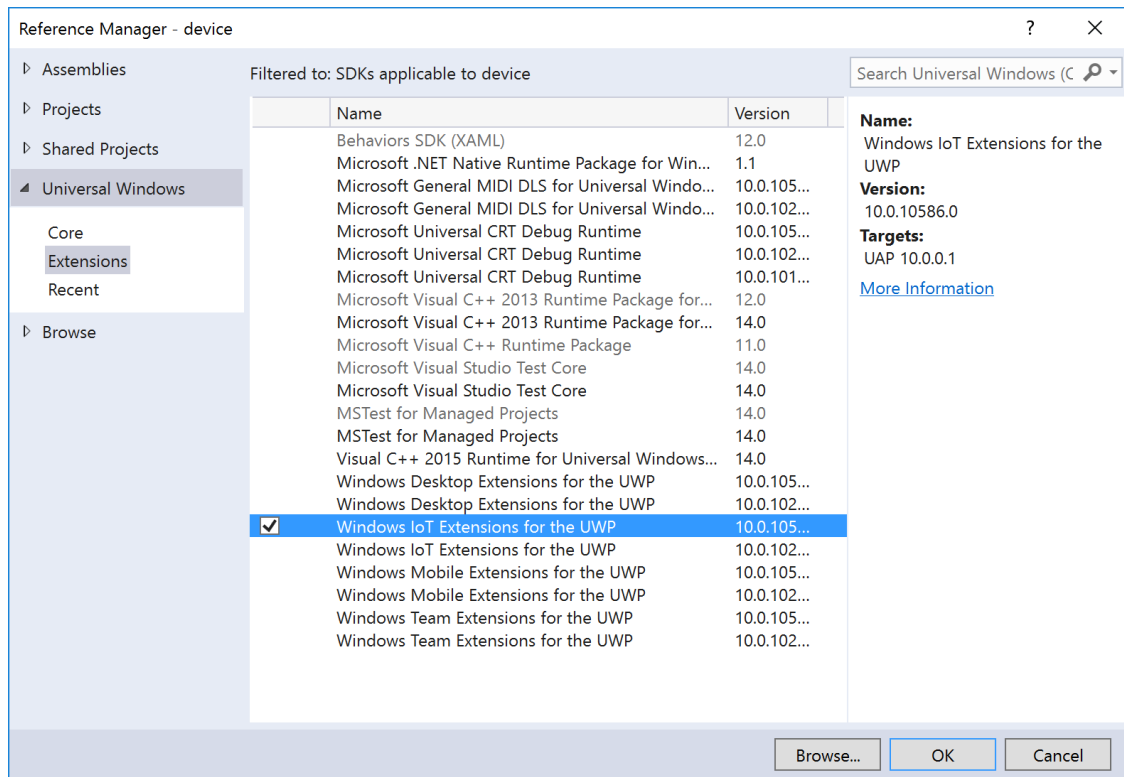 Reference Manager - device
?
Assemblies
Projects
Shared Projects
Universal Windows
Core
Extensions
Recent
Browse
Filtered to: SDKs applicable to device
Search Universal Windows (C
Name Version
Behaviors SDK (XAML) 12.0
Microsoft .NET Native Runtime Package for Win... 1.1
Microsoft General MIDI DLS for Universal Windo... 10.0.105...
Microsoft General MIDI DLS for Universal Windo... 10.0.102...
Microsoft Universal CRT Debug Runtime 10.0.105...
Microsoft Universal CRT Debug Runtime 10.0.102...
Microsoft Universal CRT Debug Runtime 10.0.101...
Microsoft Visual C++ 2013 Runtime Package for... 12.0
Microsoft Visual C++ 2013 Runtime Package for... 14.0
Microsoft Visual C++ Runtime Package 11.0
Microsoft Visual Studio Test Core 14.0
Microsoft Visual Studio Test Core 14.0
MSTest for Managed Projects 14.0
MSTest for Managed Projects 14.0
Visual C++ 2015 Runtime for Universal Windows... 14.0
Windows Desktop Extensions for the UWP 10.0.105...
Windows Desktop Extensions for the UWP 10.0.102...
Windows IoT Extensions for the UWP 10.0.105...
Windows IoT Extensions for the UWP 10.0.102...
Windows Mobile Extensions for the UWP 10.0.105...
Windows Mobile Extensions for the UWP 10.0.102...
Windows Team Extensions for the UWP 10.0.105...
Windows Team Extensions for the UWP 10.0.102...
Name:
Windows IoT Extensions for the
UWP
Version:
10.0.10586.0
Targets:
UAP 10.0.0.1
More Information
Browse... OK Cancel